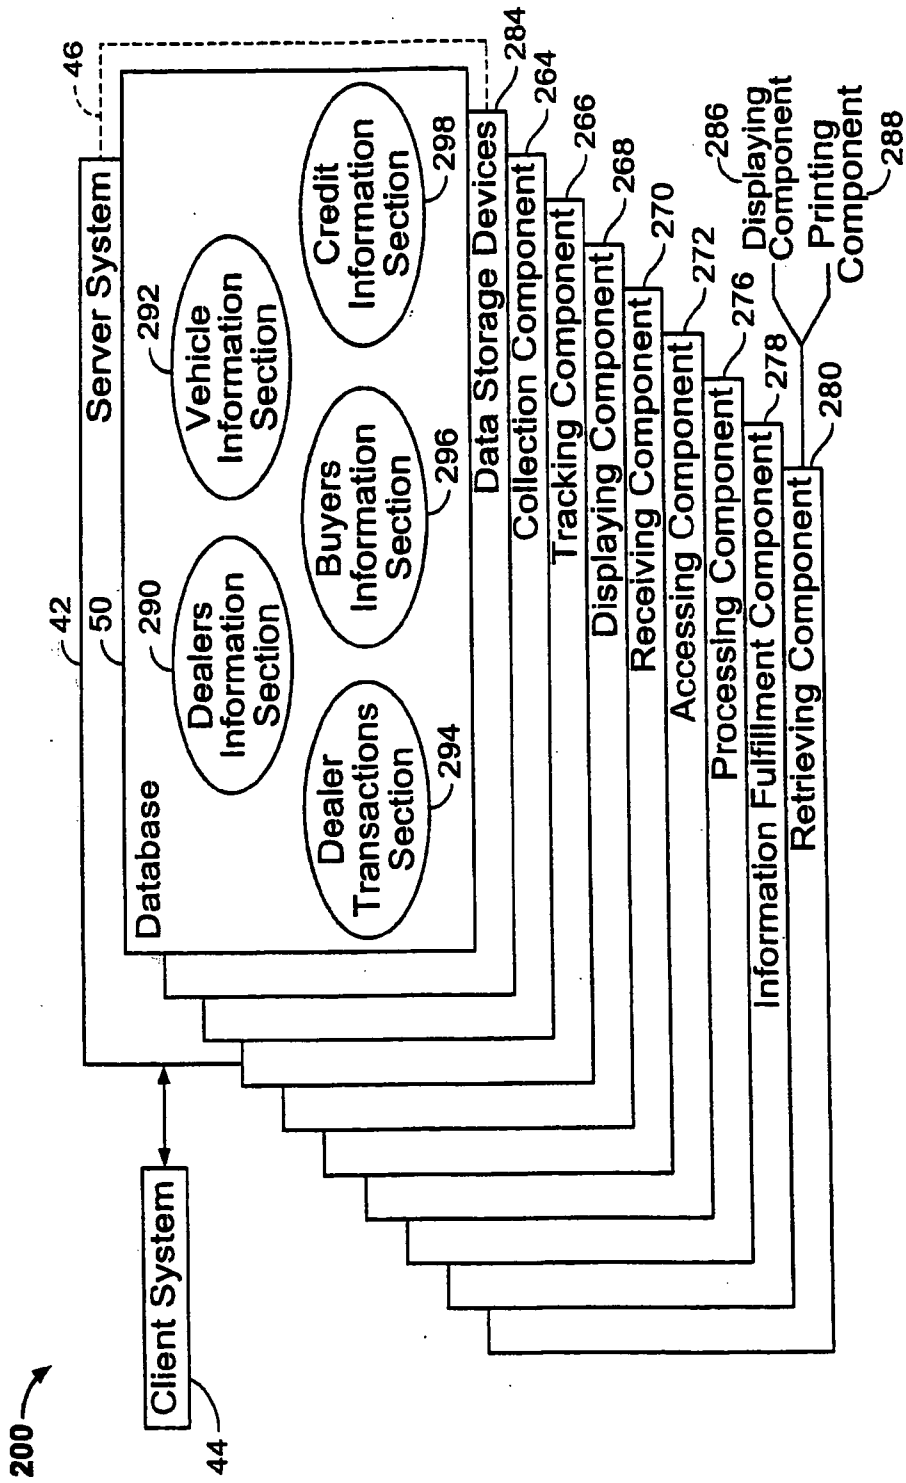 200
Client System
44
42
Server System
46
50
Database
290
Dealers
Information
Section
292
Vehicle
Information
Section
Dealer
Transactions
Section
294
Buyers
Information
Section
296
Credit
Information
Section
298
Data Storage Devices
284
Collection Component
264
Tracking Component
266
Displaying Component
268
Receiving Component
270
Accessing Component
272
Processing Component
276
Information Fulfillment Component
278
Retrieving Component
280
286
Displaying
Component
Printing
Component
288